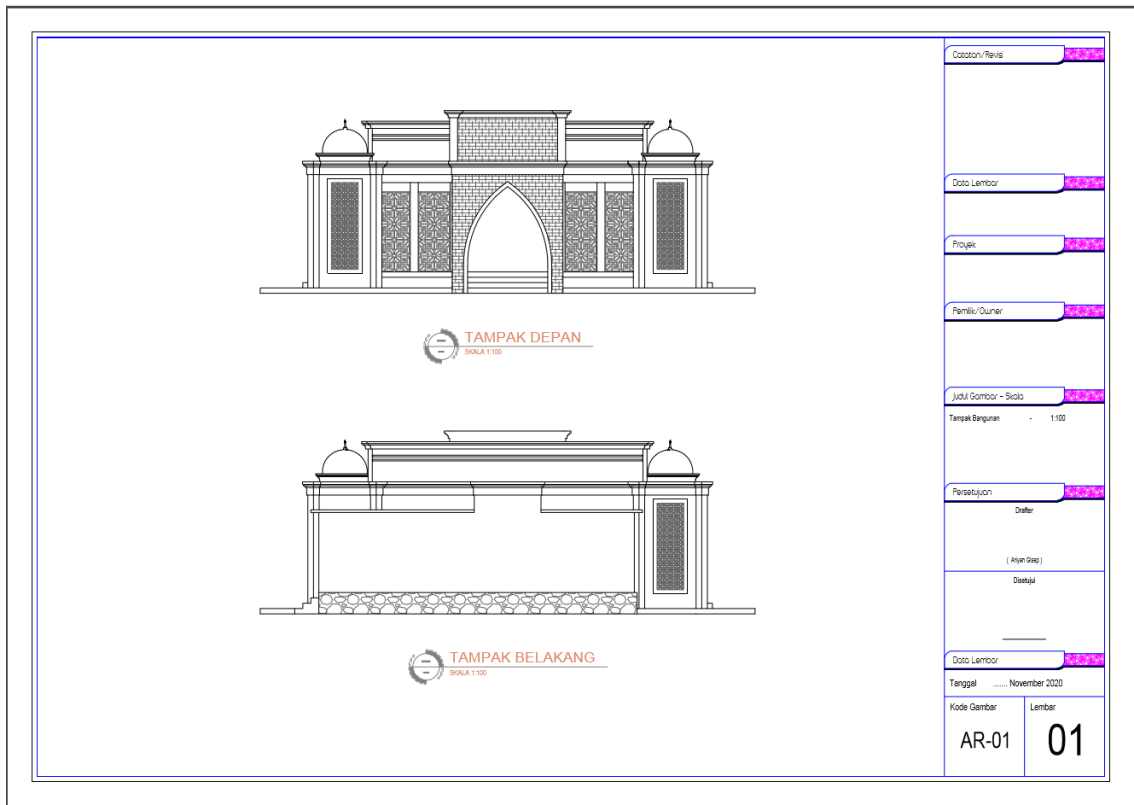 TAMPAK DEPAN
SKALA 1:100
TAMPAK BELAKANG
SKALA 1:100
Catatan/Revisi
Data Lembar
Proyek
Pemilik/Owner
Judul Gambar - Skala
Tampak Bangunan - 1:100
Persetujuan
Drafter
( Ariyan Gisep )
Disetujui
Data Lembar
Tanggal ....... November 2020
Kode Gambar
AR-01
Lembar
01